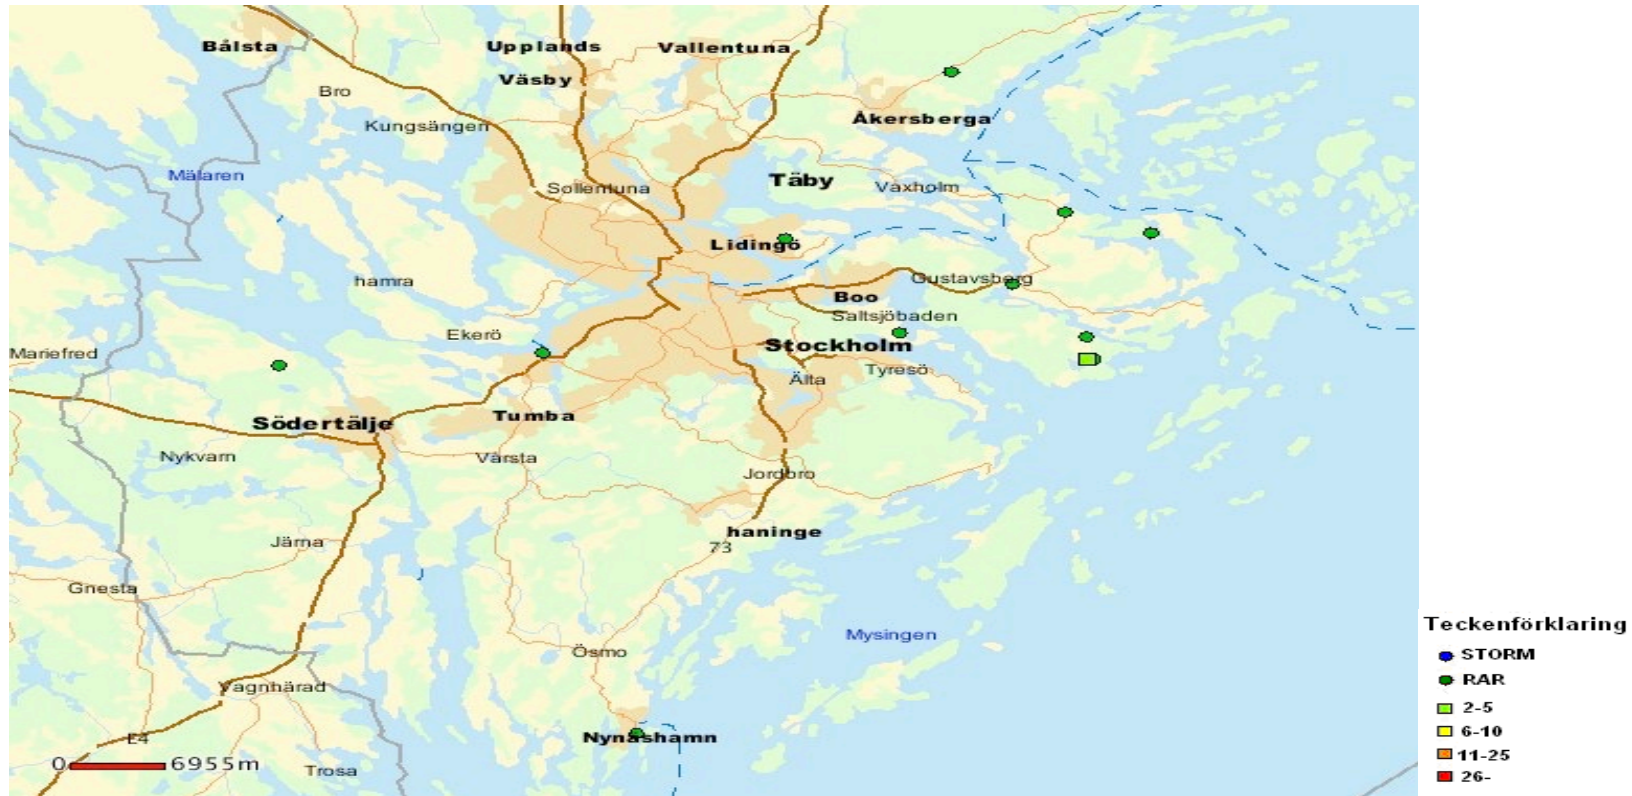 Bålsta
Upplands
Väsby
Vallentuna
Bro
Kungsängen
Åkersberga
Mälaren
Sollentuna
Täby
Vaxholm
Lidingö
hamra
Gustavsberg
Boo
Saltsjöbaden
Ekerö
Stockholm
Mariefred
Älta
Tyresö
Södertälje
Tumba
Nykvarn
Vårsta
Jordbro
haninge
73
Järna
Gnesta
Mysingen
Ösmo
Vagnhärad
E4
Nynäshamn
0 6955m
Trosa
Teckenförklaring
STORM
RAR
2-5
6-10
11-25
26-